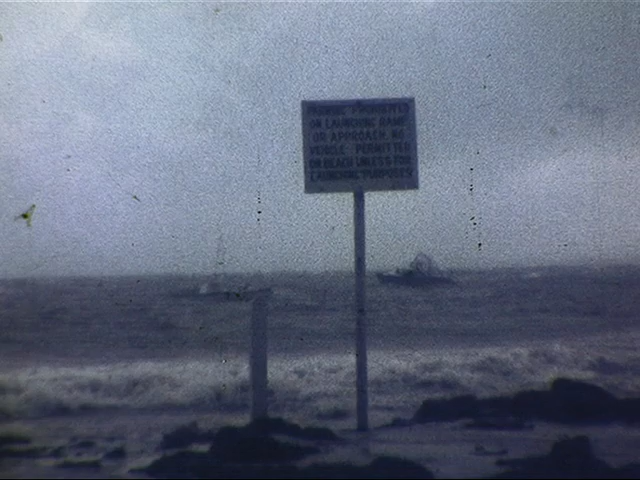 PARKING PROHIBITED
ON LAUNCHING RAMP
OR APPROACH. NO
VEHICLE PERMITTED
ON BEACH UNLESS FOR
LAUNCHING PURPOSES